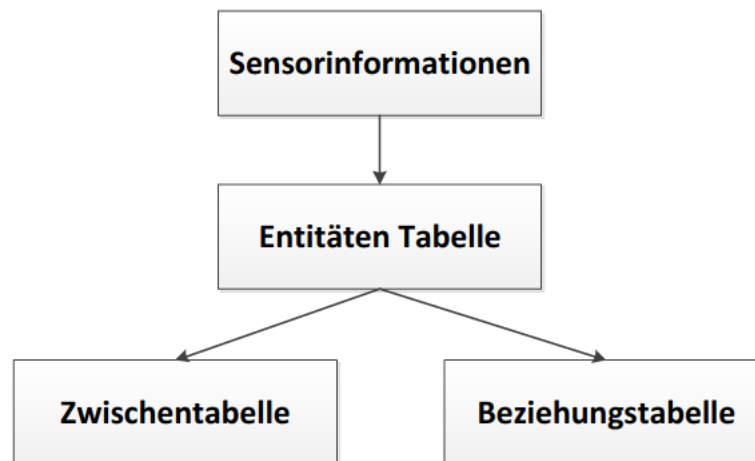 Sensorinformationen
Entitäten Tabelle
Zwischentabelle
Beziehungstabelle